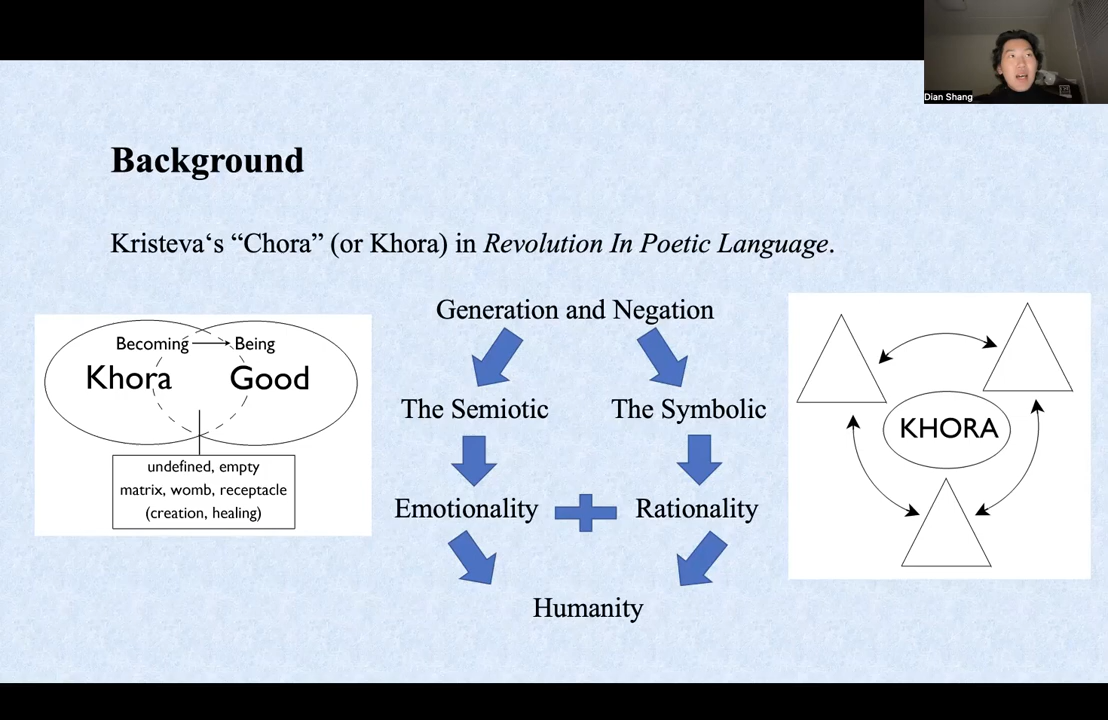 Dian Shang
Background
Kristeva‘s “Chora” (or Khora) in Revolution In Poetic Language.
Becoming Being
Khora Good
undefined, empty
matrix, womb, receptacle
(creation, healing)
Generation and Negation
The Semiotic The Symbolic
Emotionality Rationality
Humanity
KHORA